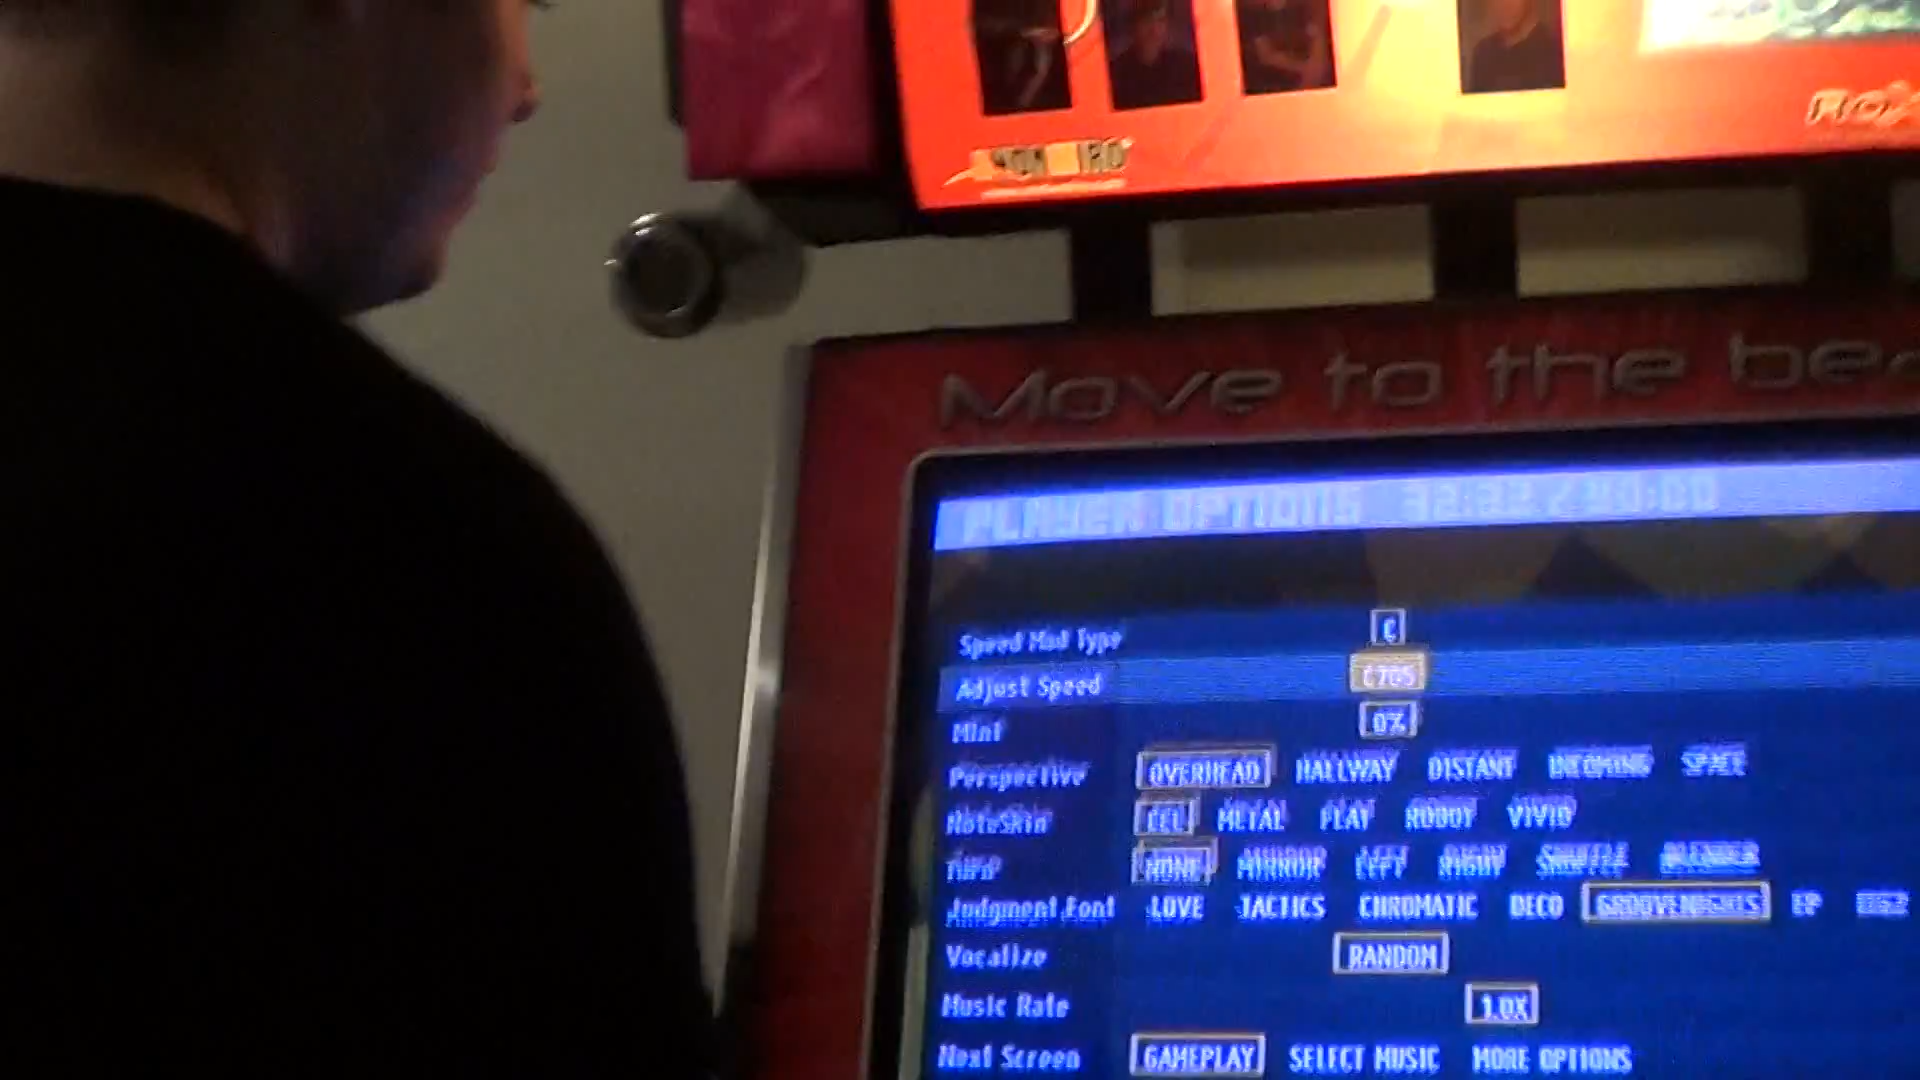 Move to the
PLAYER OPTIONS
Speed Mod Type C
Adjust Speed C705
Mini 0%
Perspective OVERHEAD HALLWAY DISTANT INCOMING SPACE
NoteSkin CEL METAL PLAY ROBOT VIVID
Turn NONE MIRROR LEFT RIGHT SHUFFLE BLENDER
Judgment Font LOVE TACTICS CHROMATIC DECO GROOVENIGHTS
Vocalize RANDOM
Music Rate 1.0X
Next Screen GAMEPLAY SELECT MUSIC MORE OPTIONS